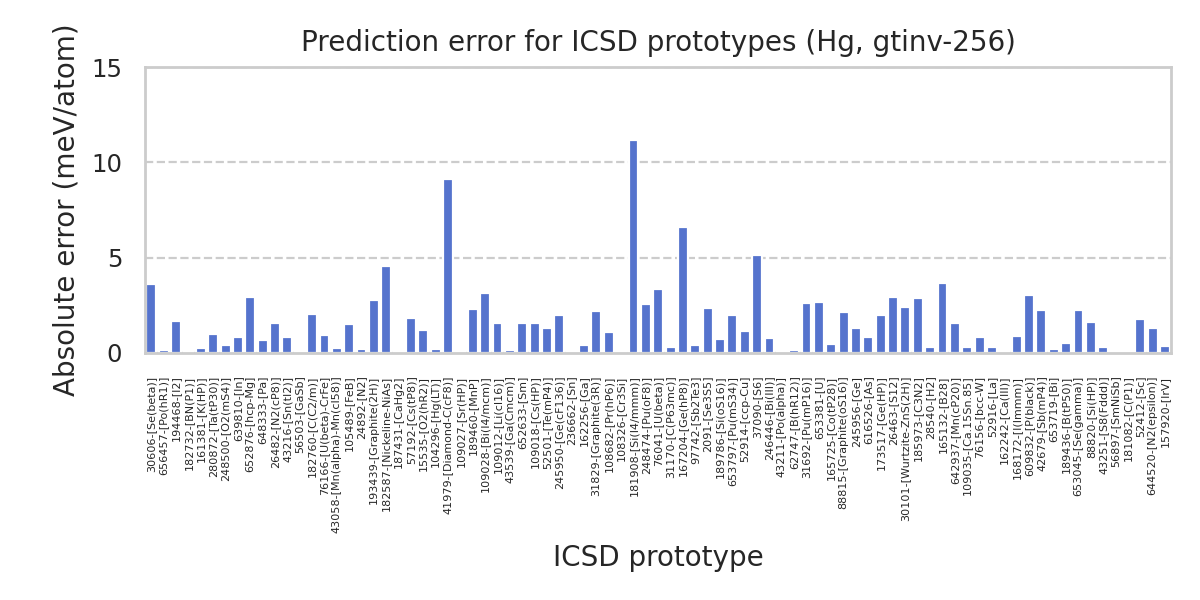 Prediction error for ICSD prototypes (Hg, gtinv-256)
Absolute error (meV/atom)
15
10
5
0
30606-[Se(beta)]
656457-[Po(hR1)]
194468-[I2]
182732-[BN(P1)]
161381-[K(HP)]
280872-[Ta(tP30)]
248500-[O2(mS4)]
639810-[In]
652876-[hcp-Mg]
648333-[Pa]
26482-[N2(cP8)]
43216-[Sn(tI2)]
56503-[GaSb]
182760-[C(C2/m)]
76166-[U(beta)-CrFe]
43058-[Mn(alpha)-Mn(cI58)]
105489-[FeB]
24892-[N2]
193439-[Graphite(2H)]
182587-[Nickeline-NiAs]
187431-[CaHg2]
57192-[Cs(tP8)]
15535-[O2(hR2)]
104296-[Hg(LT)]
41979-[Diamond-C(cF8)]
109027-[Sr(HP)]
189460-[MnP]
109028-[Bi(I4/mcm)]
109012-[Li(cI16)]
43539-[Ga(Cmcm)]
652633-[Sm]
109018-[Cs(HP)]
52501-[Te(mP4)]
245950-[Ge(cF136)]
236662-[Sn]
162256-[Ga]
31829-[Graphite(3R)]
108682-[Pr(hP6)]
108326-[Cr3Si]
181908-[Si(I4/mmm)]
248474-[Pu(oF8)]
76041-[U(beta)]
31170-[C(P63mc)]
167204-[Ge(hP8)]
97742-[Sb2Te3]
2091-[Se3S5]
189786-[Si(oS16)]
653797-[Pu(mS34)]
52914-[ccp-Cu]
37090-[S6]
246446-[Bi(III)]
43211-[Po(alpha)]
62747-[B(hR12)]
31692-[Pu(mP16)]
653381-[U]
165725-[Co(tP28)]
88815-[Graphite(oS16)]
245956-[Ge]
616526-[As]
173517-[Ge(HP)]
26463-[S12]
30101-[Wurtzite-ZnS(2H)]
185973-[C3N2]
28540-[H2]
165132-[B28]
642937-[Mn(cP20)]
109035-[Ca.15Sn.85]
76156-[bcc-W]
52916-[La]
162242-[Ca(III)]
168172-[I(Immm)]
609832-[P(black)]
42679-[Sb(mP4)]
653719-[Bi]
189436-[B(tP50)]
653045-[Se(gamma)]
88820-[Si(HP)]
43251-[S8(Fddd)]
56897-[SmNiSb]
181082-[C(P1)]
52412-[Sc]
644520-[N2(epsilon)]
157920-[IrV]
ICSD prototype